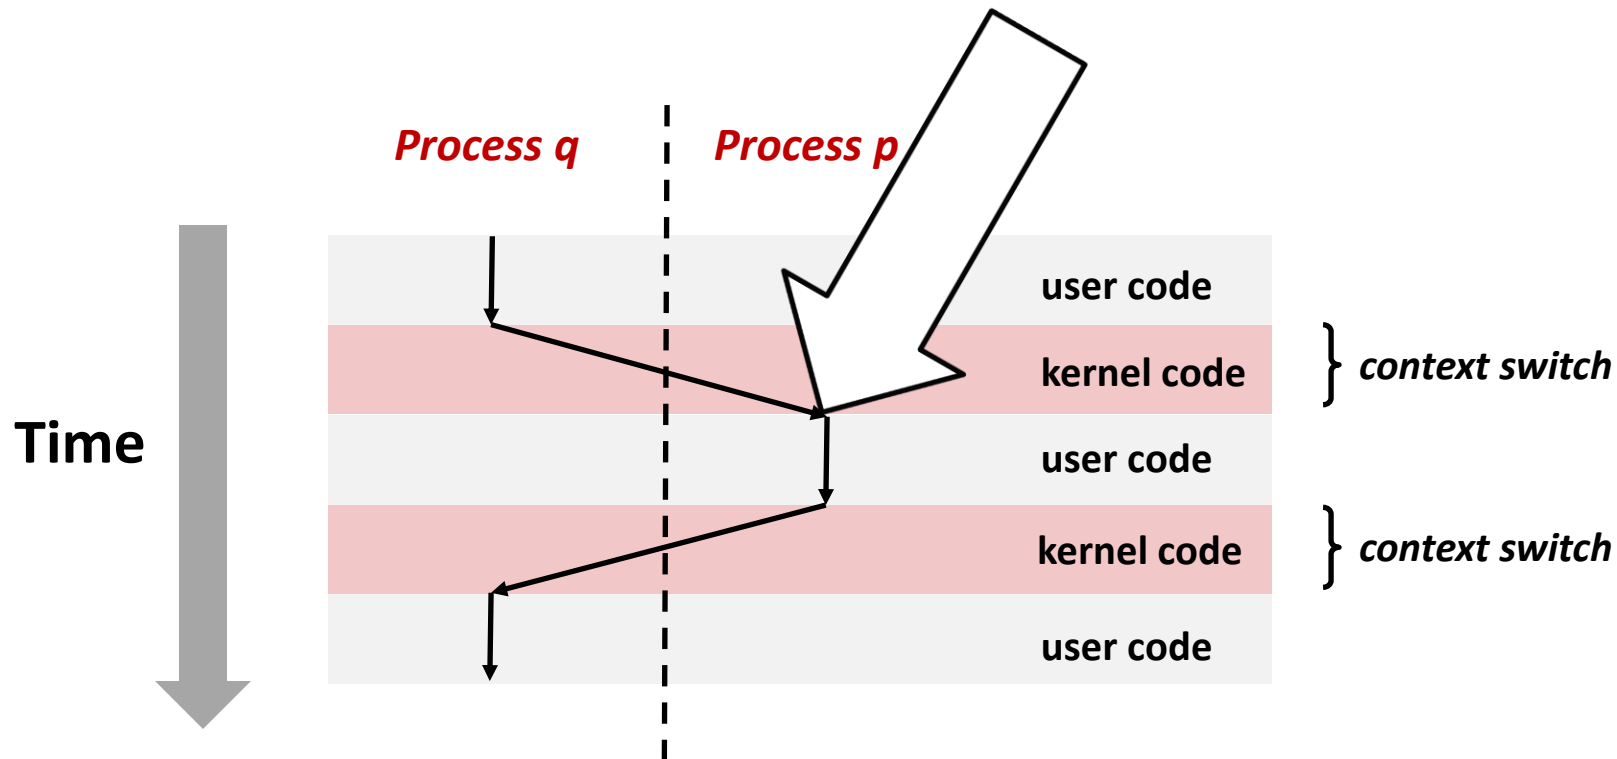 Process q
Process p
user code
kernel code
context switch
Time
user code
kernel code
context switch
user code